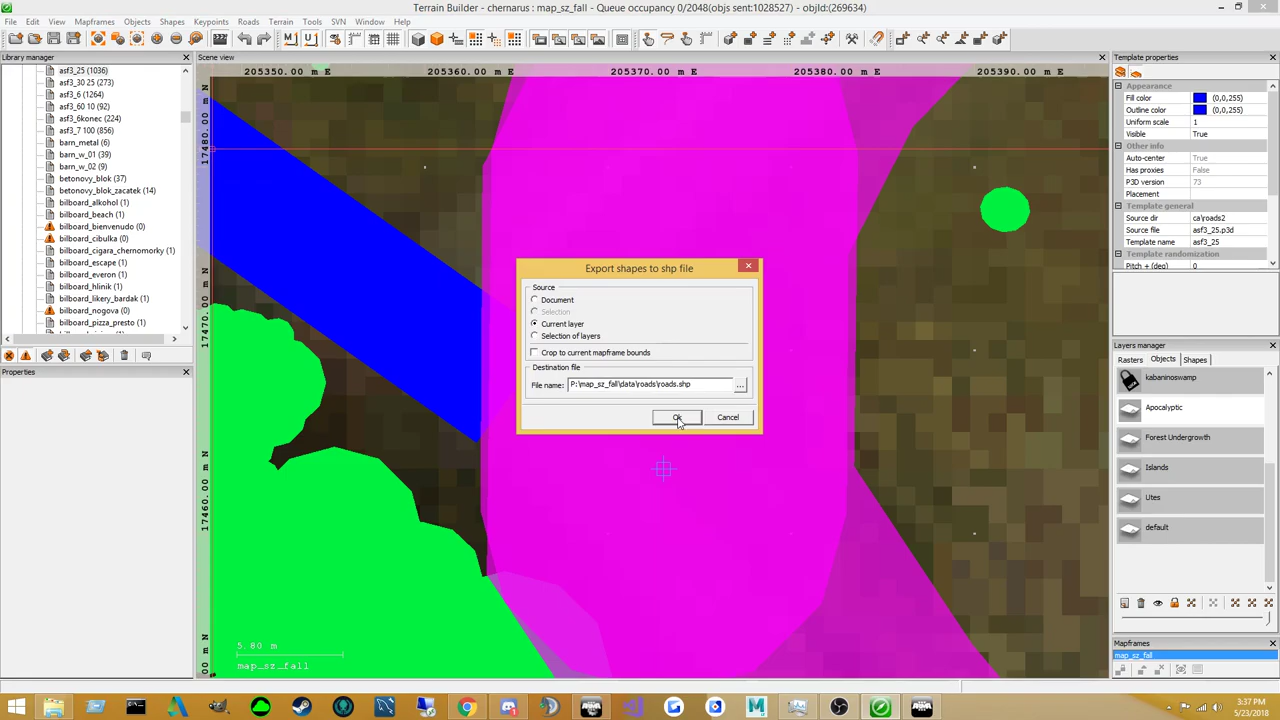 Terrain Builder - chernarus : map_sz_fall - Queue occupancy 0/2048(objs sent:1028527) - objId:(269634)
File Edit View Mapframes Objects Shapes Keypoints Roads Terrain Tools SVN Window Help
Library manager
asf3_25 (1036)
asf3_30 25 (273)
asf3_6 (1264)
asf3_60 10 (92)
asf3_6konec (224)
asf3_7 100 (856)
barn_metal (6)
barn_w_01 (39)
barn_w_02 (9)
betonovy_blok (37)
betonovy_blok_zacatek (14)
bilboard_alkohol (1)
bilboard_beach (1)
bilboard_bienvenudo (0)
bilboard_cibulka (0)
bilboard_cigara_chernomorky (1)
bilboard_escape (1)
bilboard_everon (1)
bilboard_hlinik (1)
bilboard_likery_bardak (1)
bilboard_nogova (0)
bilboard_pizza_presto (1)
Properties
Scene view
205350.00 m E 205360.00 m E 205370.00 m E 205380.00 m E 205390.00 m E
17480.00 m N
17470.00 m N
17460.00 m N
00 m N
5.80 m
map_sz_fall
Export shapes to shp file
Source
Document
Selection
Current layer
Selection of layers
Crop to current mapframe bounds
Destination file
File name: P:\map_sz_fall\data\roads\roads.shp ...
Ok Cancel
Template properties
Appearance
Fill color (0,0,255)
Outline color (0,0,255)
Uniform scale 1
Visible True
Other info
Auto-center True
Has proxies False
P3D version 73
Placement
Template general
Source dir ca\roads2
Source file asf3_25.p3d
Template name asf3_25
Template randomization
Pitch + (deg) 0
Layers manager
Rasters Objects Shapes
kabaninoswamp
Apocalyptic
Forest Undergrowth
Islands
Utes
default
Mapframes
map_sz_fall
3:37 PM
5/23/2018